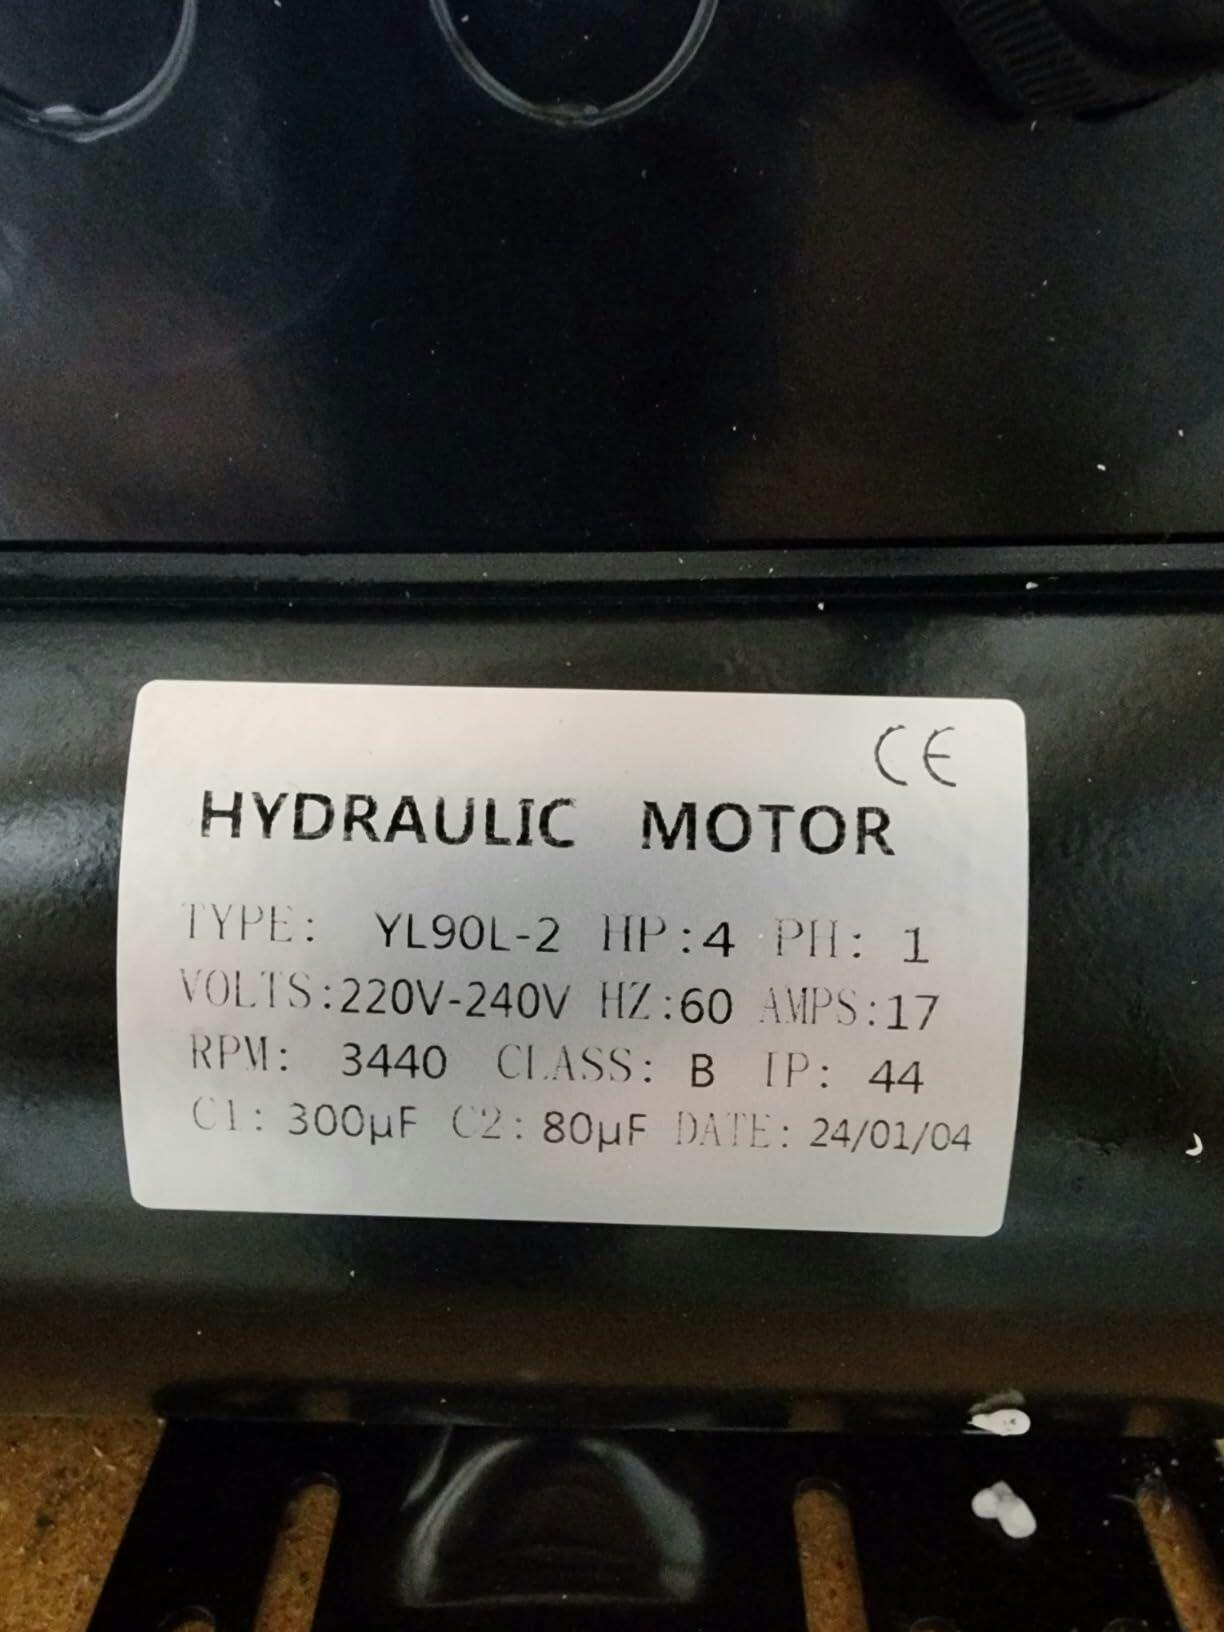 CE
HYDRAULIC MOTOR
TYPE: YL90L-2 HP:4 PH: 1
VOLTS:220V-240V HZ:60 AMPS:17
RPM: 3440 CLASS: B IP: 44
C1: 300µF C2: 80µF DATE: 24/01/04